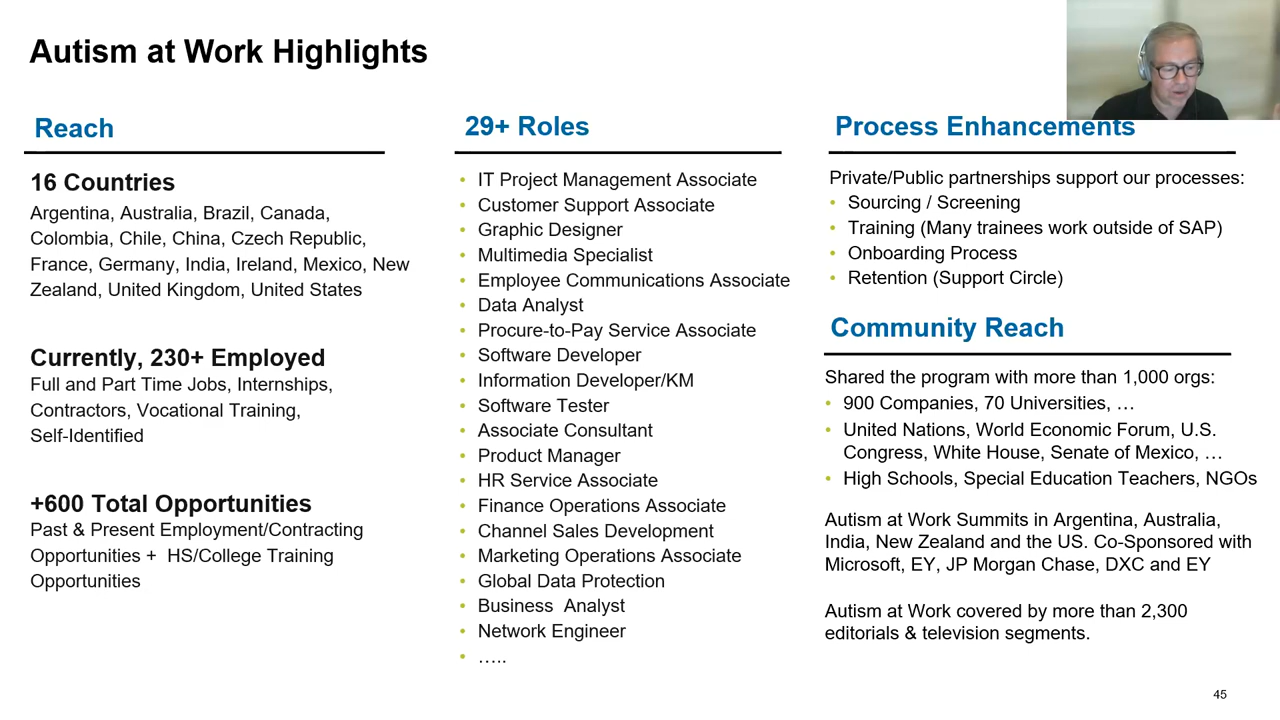 Autism at Work Highlights
Reach
16 Countries
Argentina, Australia, Brazil, Canada,
Colombia, Chile, China, Czech Republic,
France, Germany, India, Ireland, Mexico, New
Zealand, United Kingdom, United States
Currently, 230+ Employed
Full and Part Time Jobs, Internships,
Contractors, Vocational Training,
Self-Identified
+600 Total Opportunities
Past & Present Employment/Contracting
Opportunities + HS/College Training
Opportunities
29+ Roles
• IT Project Management Associate
• Customer Support Associate
• Graphic Designer
• Multimedia Specialist
• Employee Communications Associate
• Data Analyst
• Procure-to-Pay Service Associate
• Software Developer
• Information Developer/KM
• Software Tester
• Associate Consultant
• Product Manager
• HR Service Associate
• Finance Operations Associate
• Channel Sales Development
• Marketing Operations Associate
• Global Data Protection
• Business Analyst
• Network Engineer
• …..
Process Enhancements
Private/Public partnerships support our processes:
• Sourcing / Screening
• Training (Many trainees work outside of SAP)
• Onboarding Process
• Retention (Support Circle)
Community Reach
Shared the program with more than 1,000 orgs:
• 900 Companies, 70 Universities, …
• United Nations, World Economic Forum, U.S.
Congress, White House, Senate of Mexico, …
• High Schools, Special Education Teachers, NGOs
Autism at Work Summits in Argentina, Australia,
India, New Zealand and the US. Co-Sponsored with
Microsoft, EY, JP Morgan Chase, DXC and EY
Autism at Work covered by more than 2,300
editorials & television segments.
45